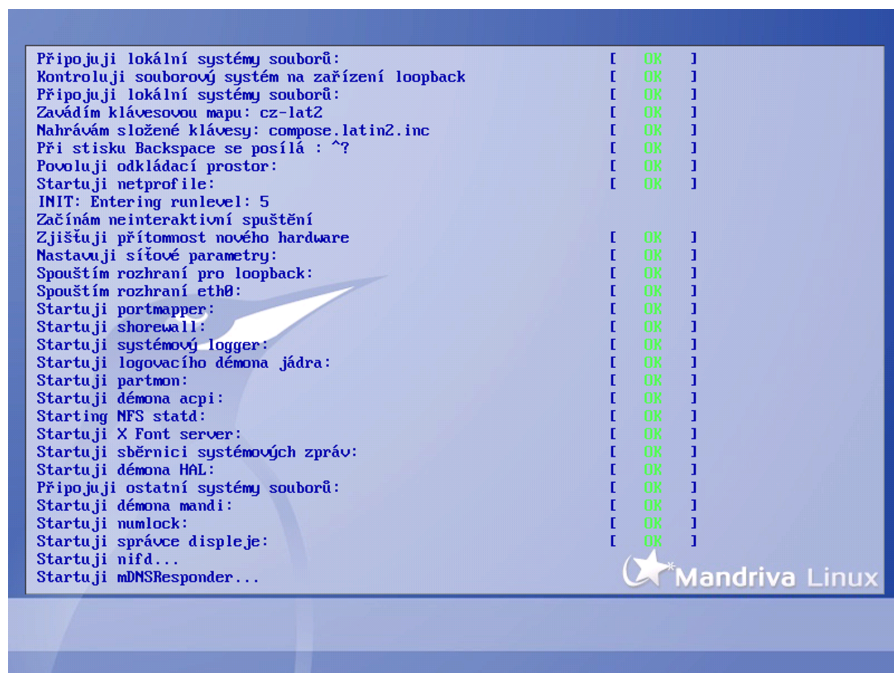 Připojuji lokální systémy souborů: [ OK ]
Kontroluji souborový systém na zařízení loopback [ OK ]
Připojuji lokální systémy souborů: [ OK ]
Zavádím klávesovou mapu: cz-lat2 [ OK ]
Nahrávám složené klávesy: compose.latin2.inc [ OK ]
Při stisku Backspace se posílá : ^? [ OK ]
Povoluji odkládací prostor: [ OK ]
Startuji netprofile: [ OK ]
INIT: Entering runlevel: 5
Začínám neinteraktivní spuštění
Zjišťuji přítomnost nového hardware [ OK ]
Nastavuji síťové parametry: [ OK ]
Spouštím rozhraní pro loopback: [ OK ]
Spouštím rozhraní eth0: [ OK ]
Startuji portmapper: [ OK ]
Startuji shorewall: [ OK ]
Startuji systémový logger: [ OK ]
Startuji logovacího démona jádra: [ OK ]
Startuji partmon: [ OK ]
Startuji démona acpi: [ OK ]
Starting NFS statd: [ OK ]
Startuji X Font server: [ OK ]
Startuji sběrnici systémových zpráv: [ OK ]
Startuji démona HAL: [ OK ]
Připojuji ostatní systémy souborů: [ OK ]
Startuji démona mandi: [ OK ]
Startuji numlock: [ OK ]
Startuji správce displeje: [ OK ]
Startuji nifd...
Startuji mDNSResponder...
Mandriva Linux